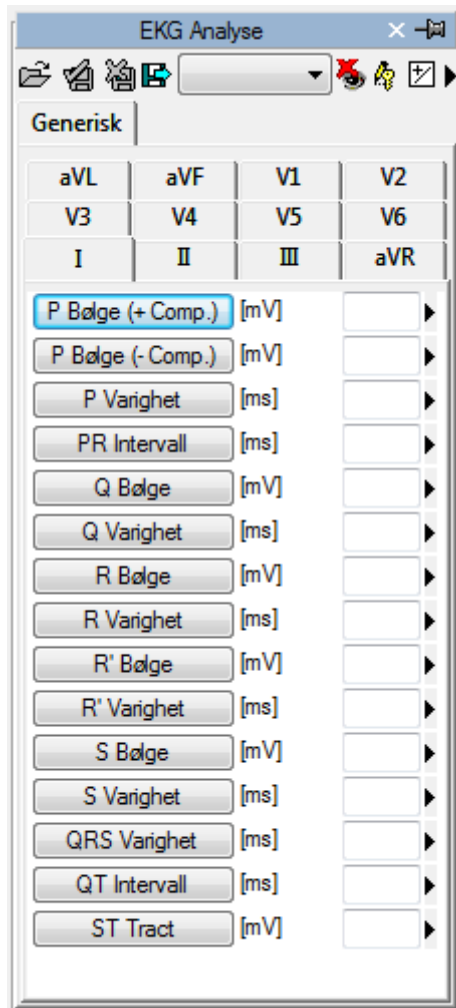 EKG Analyse
Generisk
aVL aVF V1 V2
V3 V4 V5 V6
I II III aVR
P Bølge (+ Comp.) [mV]
P Bølge (- Comp.) [mV]
P Varighet [ms]
PR Intervall [ms]
Q Bølge [mV]
Q Varighet [ms]
R Bølge [mV]
R Varighet [ms]
R' Bølge [mV]
R' Varighet [ms]
S Bølge [mV]
S Varighet [ms]
QRS Varighet [ms]
QT Intervall [ms]
ST Tract [mV]